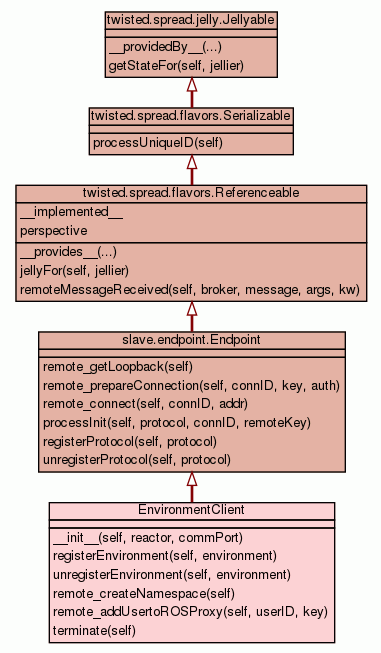 twisted.spread.jelly.Jellyable
__providedBy__(...)
getStateFor(self, jellier)
twisted.spread.flavors.Serializable
processUniqueID(self)
twisted.spread.flavors.Referenceable
__implemented__
perspective
__provides__(...)
jellyFor(self, jellier)
remoteMessageReceived(self, broker, message, args, kw)
slave.endpoint.Endpoint
remote_getLoopback(self)
remote_prepareConnection(self, connID, key, auth)
remote_connect(self, connID, addr)
processInit(self, protocol, connID, remoteKey)
registerProtocol(self, protocol)
unregisterProtocol(self, protocol)
EnvironmentClient
__init__(self, reactor, commPort)
registerEnvironment(self, environment)
unregisterEnvironment(self, environment)
remote_createNamespace(self)
remote_addUsertoROSProxy(self, userID, key)
terminate(self)